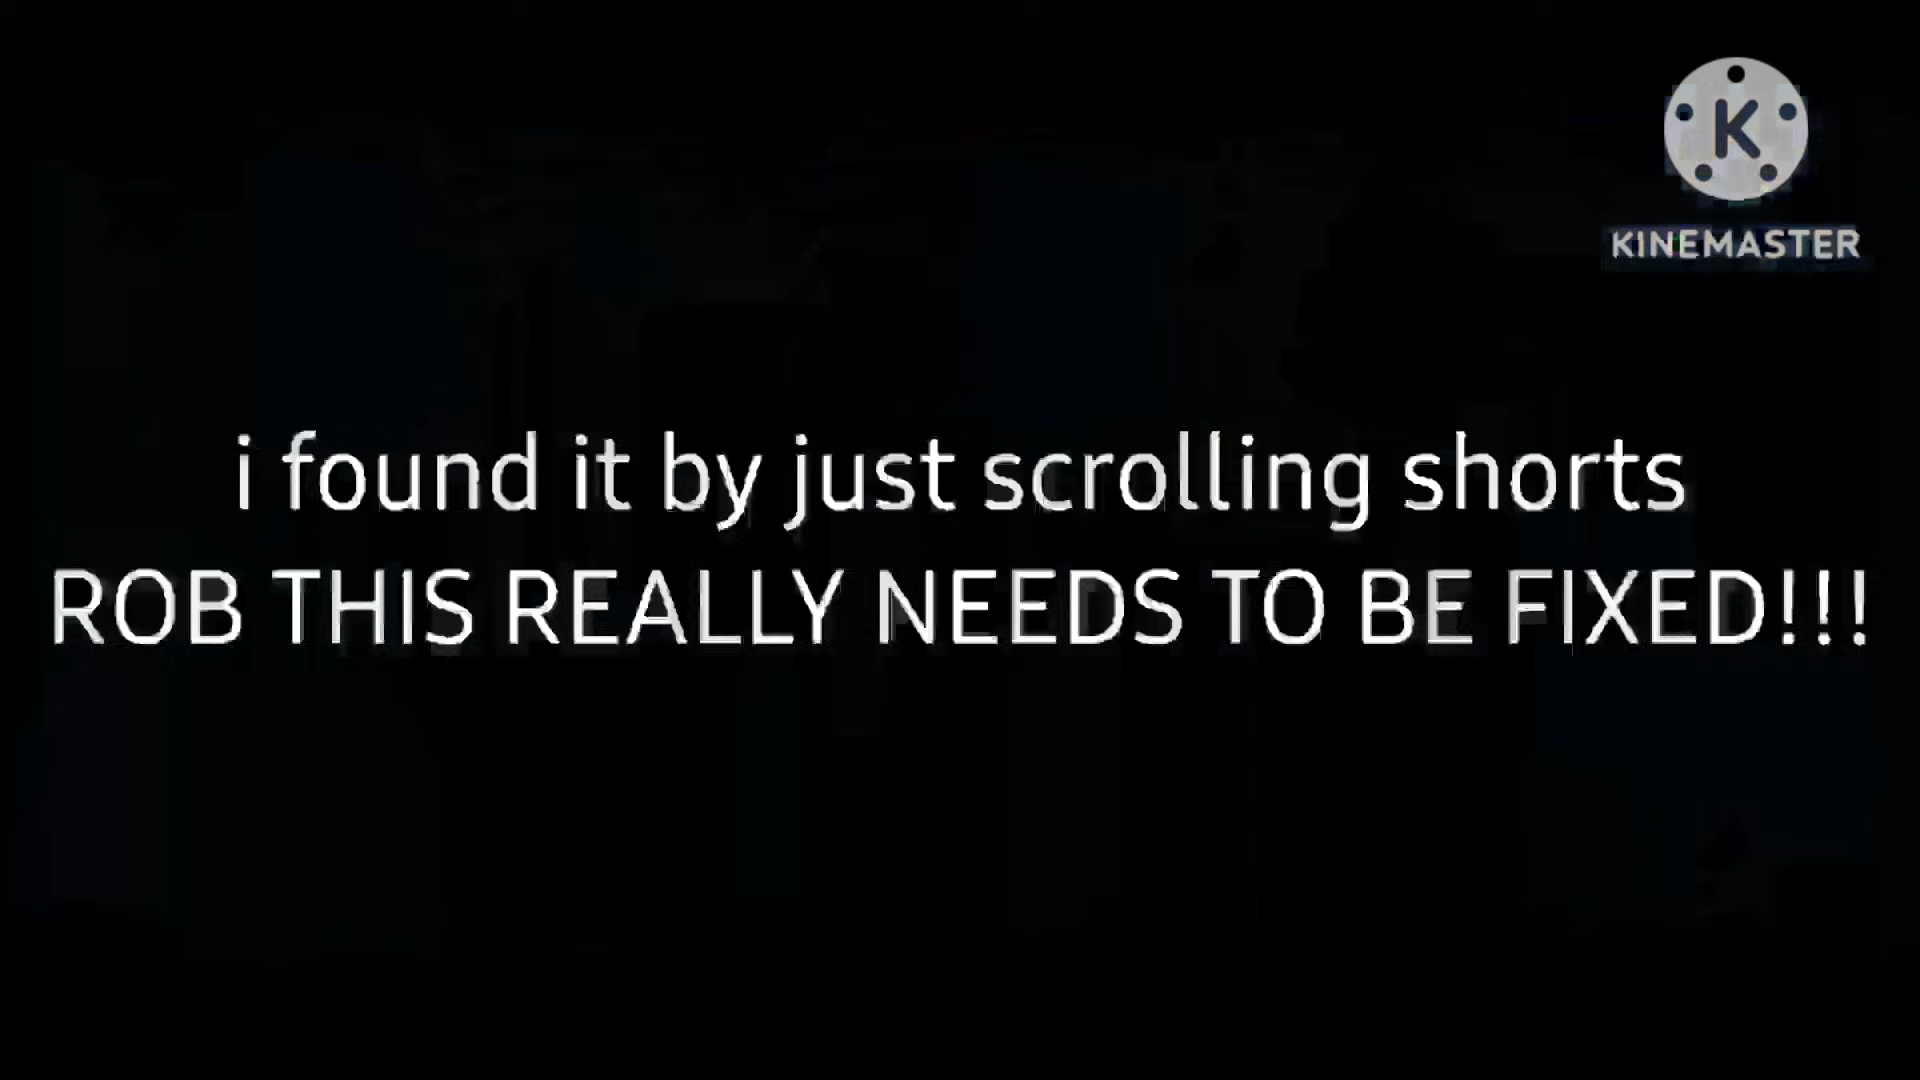 K
KINEMASTER
i found it by just scrolling shorts
ROB THIS REALLY NEEDS TO BE FIXED!!!